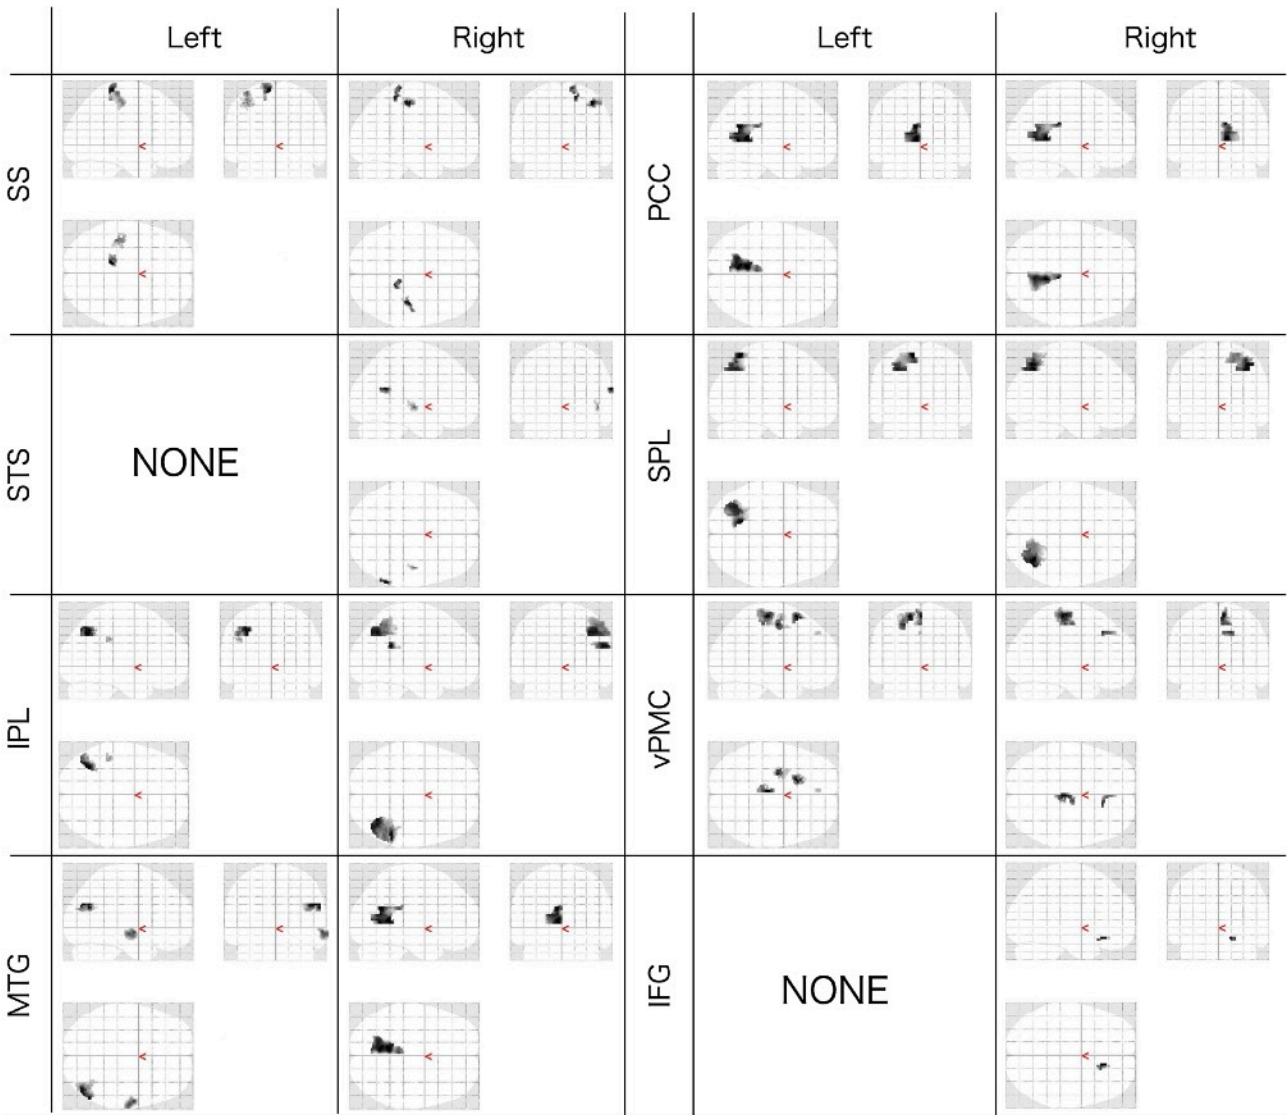 Left Right Left Right
SS PCC
STS NONE SPL
IPL vPMC
MTG IFG NONE